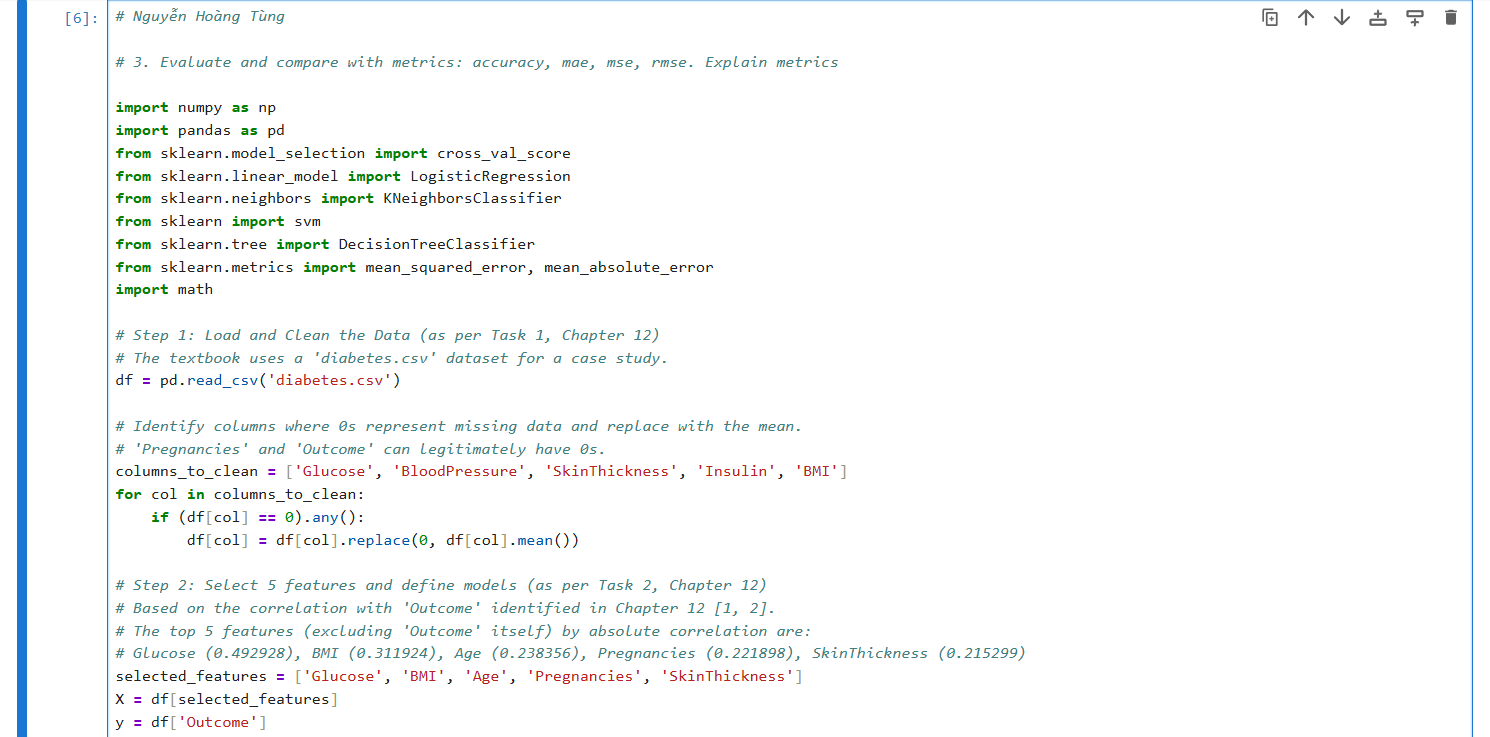 [6]: # Nguyễn Hoàng Tùng
# 3. Evaluate and compare with metrics: accuracy, mae, mse, rmse. Explain metrics
import numpy as np
import pandas as pd
from sklearn.model_selection import cross_val_score
from sklearn.linear_model import LogisticRegression
from sklearn.neighbors import KNeighborsClassifier
from sklearn import svm
from sklearn.tree import DecisionTreeClassifier
from sklearn.metrics import mean_squared_error, mean_absolute_error
import math
# Step 1: Load and Clean the Data (as per Task 1, Chapter 12)
# The textbook uses a 'diabetes.csv' dataset for a case study.
df = pd.read_csv('diabetes.csv')
# Identify columns where 0s represent missing data and replace with the mean.
# 'Pregnancies' and 'Outcome' can legitimately have 0s.
columns_to_clean = ['Glucose', 'BloodPressure', 'SkinThickness', 'Insulin', 'BMI']
for col in columns_to_clean:
    if (df[col] == 0).any():
        df[col] = df[col].replace(0, df[col].mean())
# Step 2: Select 5 features and define models (as per Task 2, Chapter 12)
# Based on the correlation with 'Outcome' identified in Chapter 12 [1, 2].
# The top 5 features (excluding 'Outcome' itself) by absolute correlation are:
# Glucose (0.492928), BMI (0.311924), Age (0.238356), Pregnancies (0.221898), SkinThickness (0.215299)
selected_features = ['Glucose', 'BMI', 'Age', 'Pregnancies', 'SkinThickness']
X = df[selected_features]
y = df['Outcome']